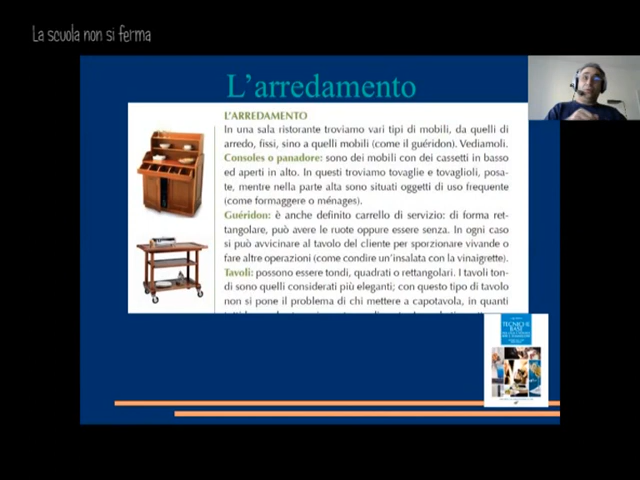 La scuola non si ferma
L'arredamento
L'ARREDAMENTO
In una sala ristorante troviamo vari tipi di mobili, da quelli di
arredo, fissi, sino a quelli mobili (come il guéridon). Vediamoli.
Consoles o panadore: sono dei mobili con dei cassetti in basso
ed aperti in alto. In questi troviamo tovaglie e tovaglioli, posa-
te, mentre nella parte alta sono situati oggetti di uso frequente
(come formaggere o ménages).
Guéridon: è anche definito carrello di servizio: di forma ret-
tangolare, può avere le ruote oppure essere senza. In ogni caso
si può avvicinare al tavolo del cliente per sporzionare vivande o
fare altre operazioni (come condire un'insalata con la vinaigrette).
Tavoli: possono essere tondi, quadrati o rettangolari. I tavoli ton-
di sono quelli considerati più eleganti; con questo tipo di tavolo
non si pone il problema di chi mettere a capotavola, in quanti
TECNICHE
BASE